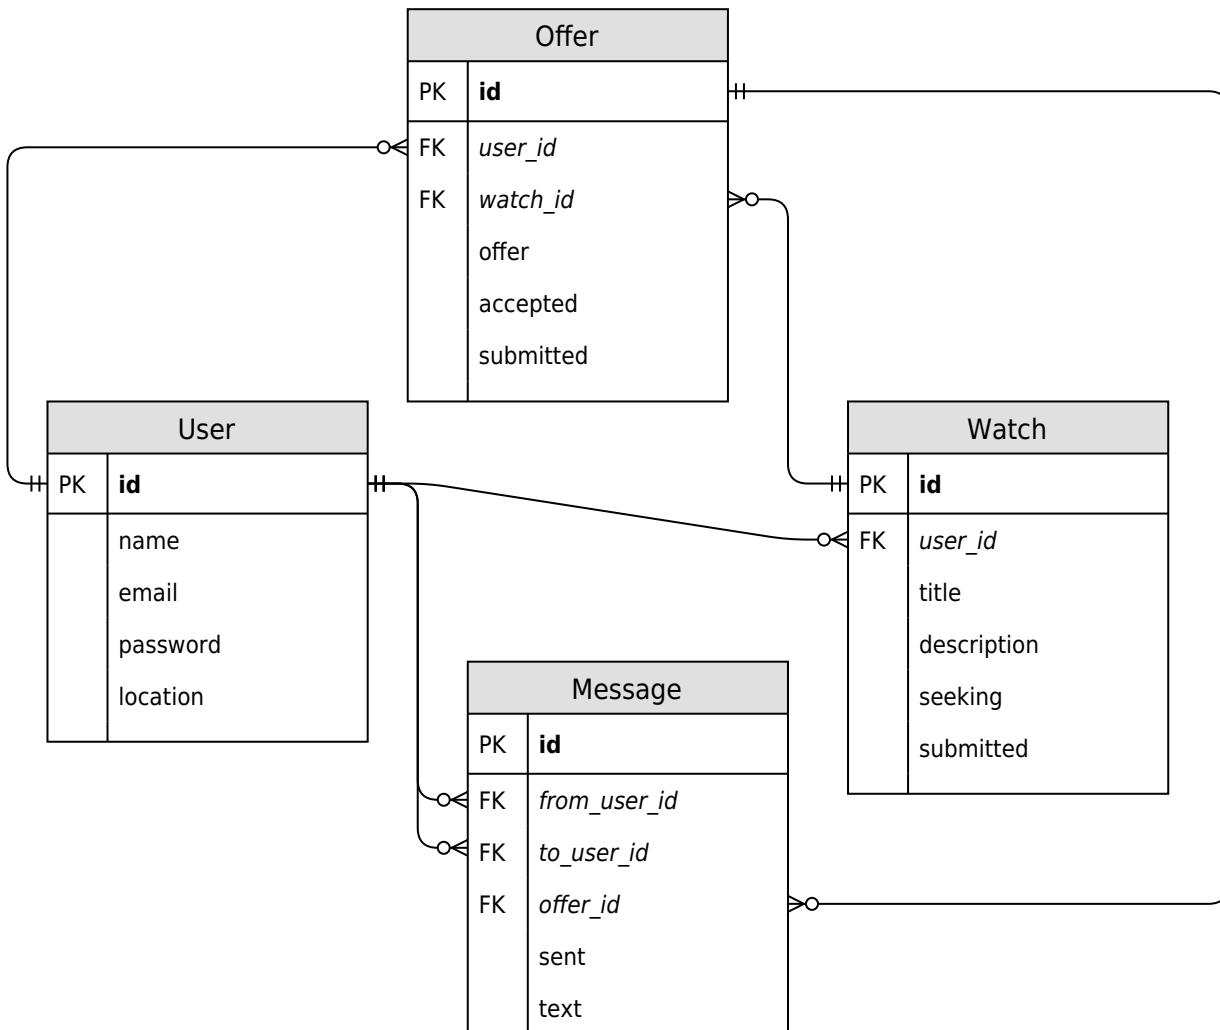 Offer
PK id
FK user_id
FK watch_id
offer
accepted
submitted
User
PK id
name
email
password
location
Watch
PK id
FK user_id
title
description
seeking
submitted
Message
PK id
FK from_user_id
FK to_user_id
FK offer_id
sent
text